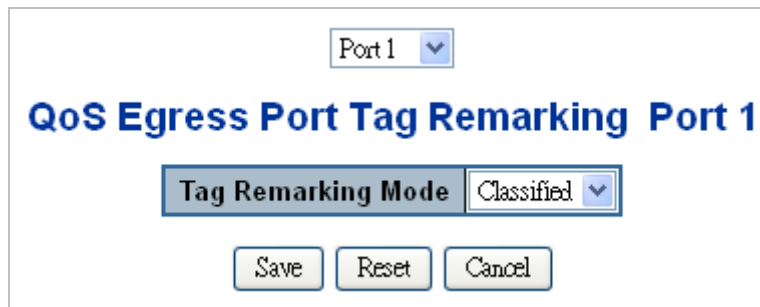 Port 1
QoS Egress Port Tag Remarking Port 1
Tag Remarking Mode Classified
Save Reset Cancel